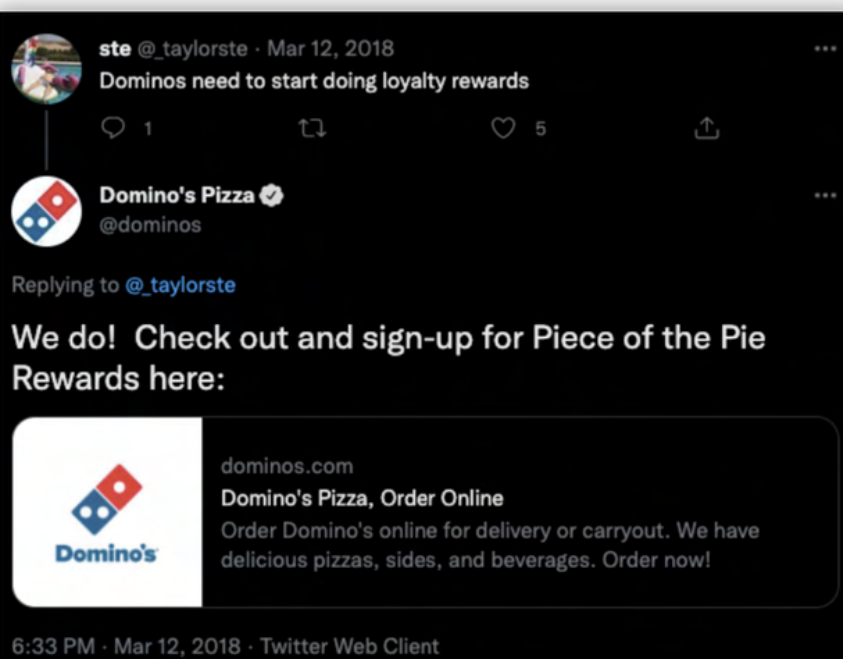 ste @_taylorste · Mar 12, 2018
Dominos need to start doing loyalty rewards
1 5
Domino's Pizza
@dominos
Replying to @_taylorste
We do!  Check out and sign-up for Piece of the Pie
Rewards here:
Domino's
dominos.com
Domino's Pizza, Order Online
Order Domino's online for delivery or carryout. We have
delicious pizzas, sides, and beverages. Order now!
6:33 PM · Mar 12, 2018 · Twitter Web Client